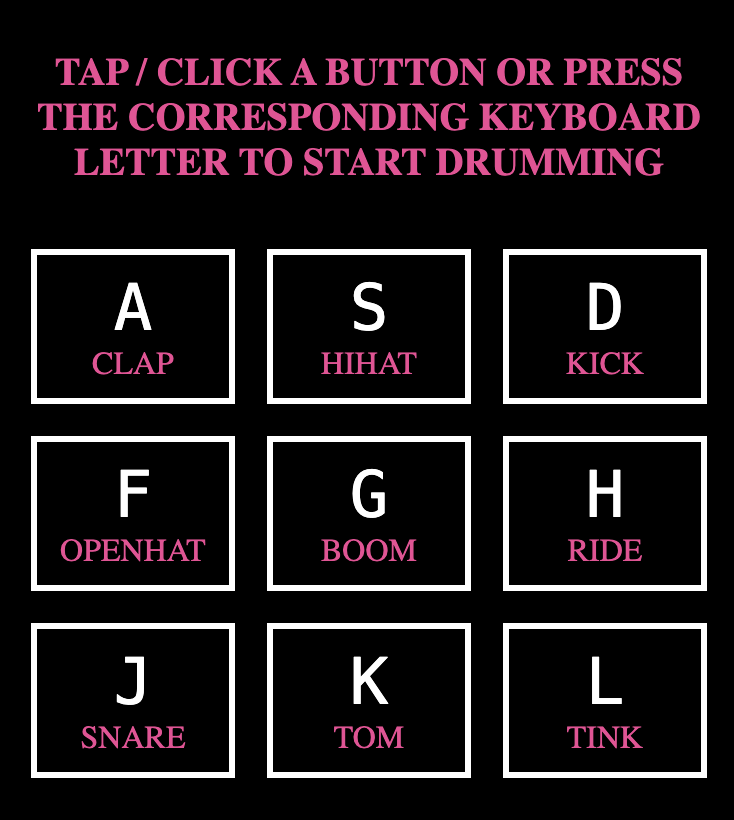 TAP / CLICK A BUTTON OR PRESS
THE CORRESPONDING KEYBOARD
LETTER TO START DRUMMING
A
CLAP
S
HIHAT
D
KICK
F
OPENHAT
G
BOOM
H
RIDE
J
SNARE
K
TOM
L
TINK